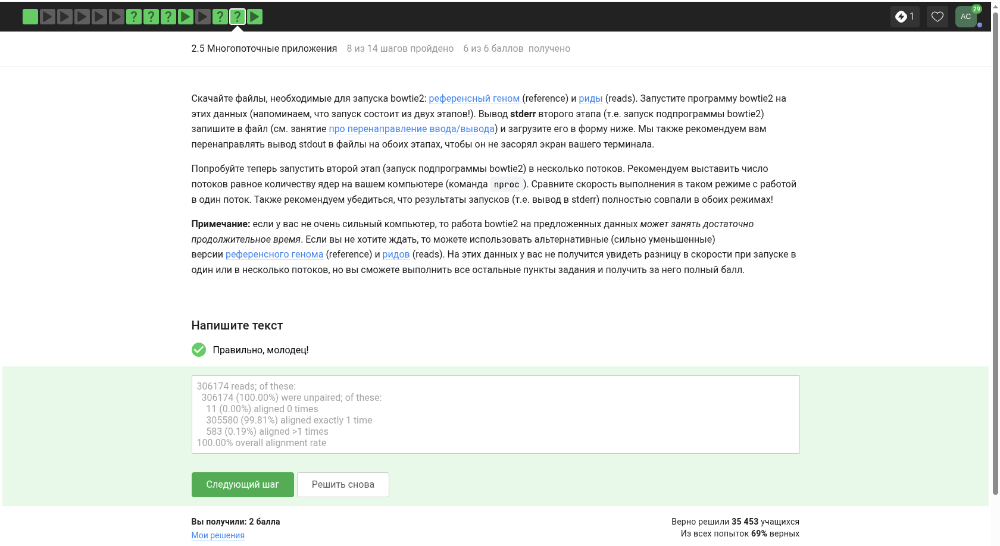 ? ? ? ? ?
1
AC
29
2.5 Многопоточные приложения 8 из 14 шагов пройдено 6 из 6 баллов получено
Скачайте файлы, необходимые для запуска bowtie2: референсный геном (reference) и риды (reads). Запустите программу bowtie2 на
этих данных (напоминаем, что запуск состоит из двух этапов!). Вывод stderr второго этапа (т.е. запуск подпрограммы bowtie2)
запишите в файл (см. занятие про перенаправление ввода/вывода) и загрузите его в форму ниже. Мы также рекомендуем вам
перенаправлять вывод stdout в файлы на обоих этапах, чтобы он не засорял экран вашего терминала.
Попробуйте теперь запустить второй этап (запуск подпрограммы bowtie2) в несколько потоков. Рекомендуем выставить число
потоков равное количеству ядер на вашем компьютере (команда nproc). Сравните скорость выполнения в таком режиме с работой
в один поток. Также рекомендуем убедиться, что результаты запусков (т.е. вывод в stderr) полностью совпали в обоих режимах!
Примечание: если у вас не очень сильный компьютер, то работа bowtie2 на предложенных данных может занять достаточно
продолжительное время. Если вы не хотите ждать, то можете использовать альтернативные (сильно уменьшенные)
версии референсного генома (reference) и ридов (reads). На этих данных у вас не получится увидеть разницу в скорости при запуске в
один или в несколько потоков, но вы сможете выполнить все остальные пункты задания и получить за него полный балл.
Напишите текст
Правильно, молодец!
306174 reads; of these:
306174 (100.00%) were unpaired; of these:
11 (0.00%) aligned 0 times
305580 (99.81%) aligned exactly 1 time
583 (0.19%) aligned >1 times
100.00% overall alignment rate
Следующий шаг Решить снова
Вы получили: 2 балла
Мои решения
Верно решили 35 453 учащихся
Из всех попыток 69% верных